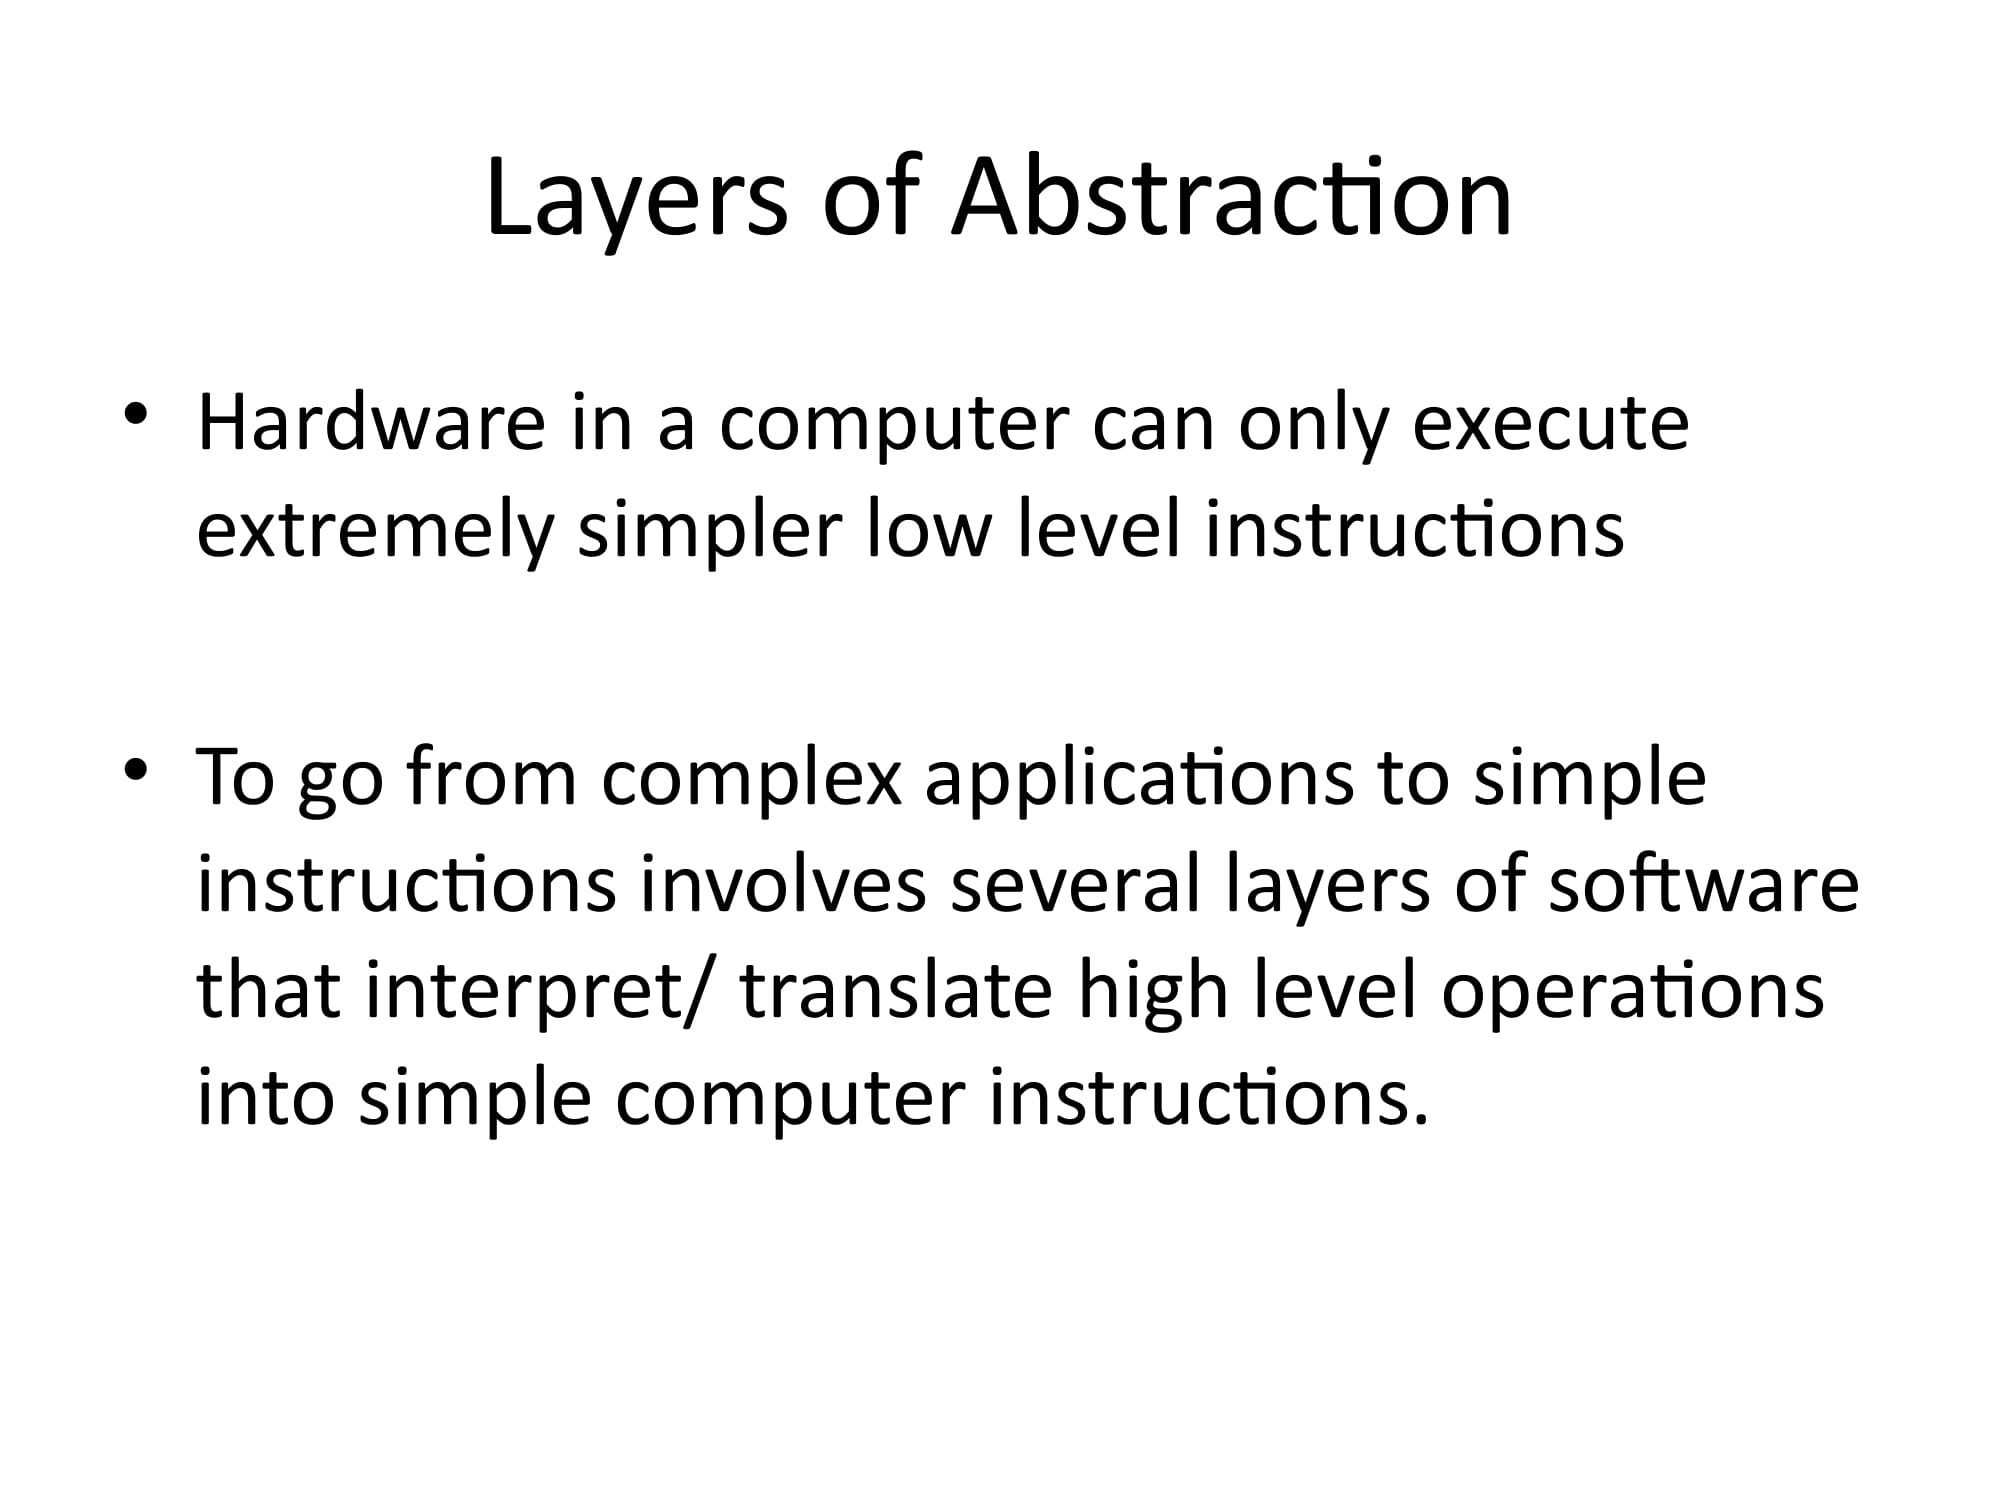 Layers of Abstraction
• Hardware in a computer can only execute
extremely simpler low level instructions
• To go from complex applications to simple
instructions involves several layers of software
that interpret/ translate high level operations
into simple computer instructions.